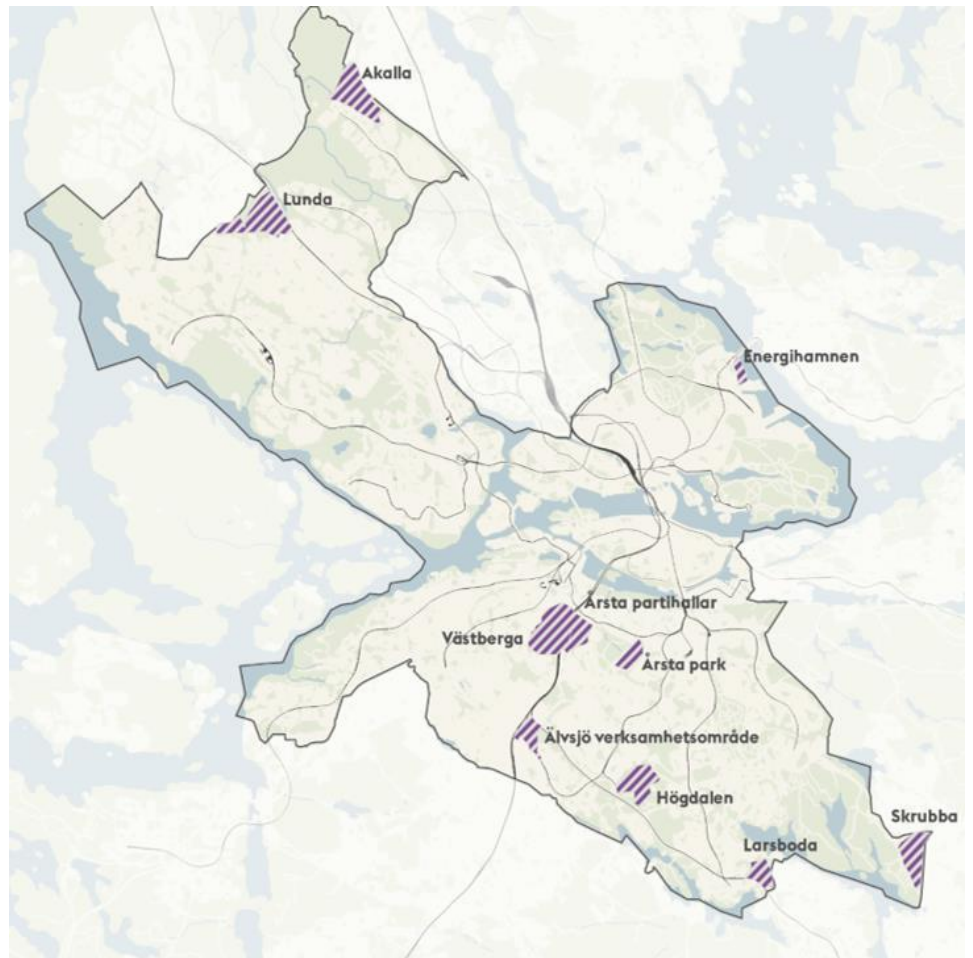 Akalla
Lunda
Energihamnen
Årsta partihallar
Västberga
Årsta park
Älvsjö verksamhetsområde
Högdalen
Skrubba
Larsboda